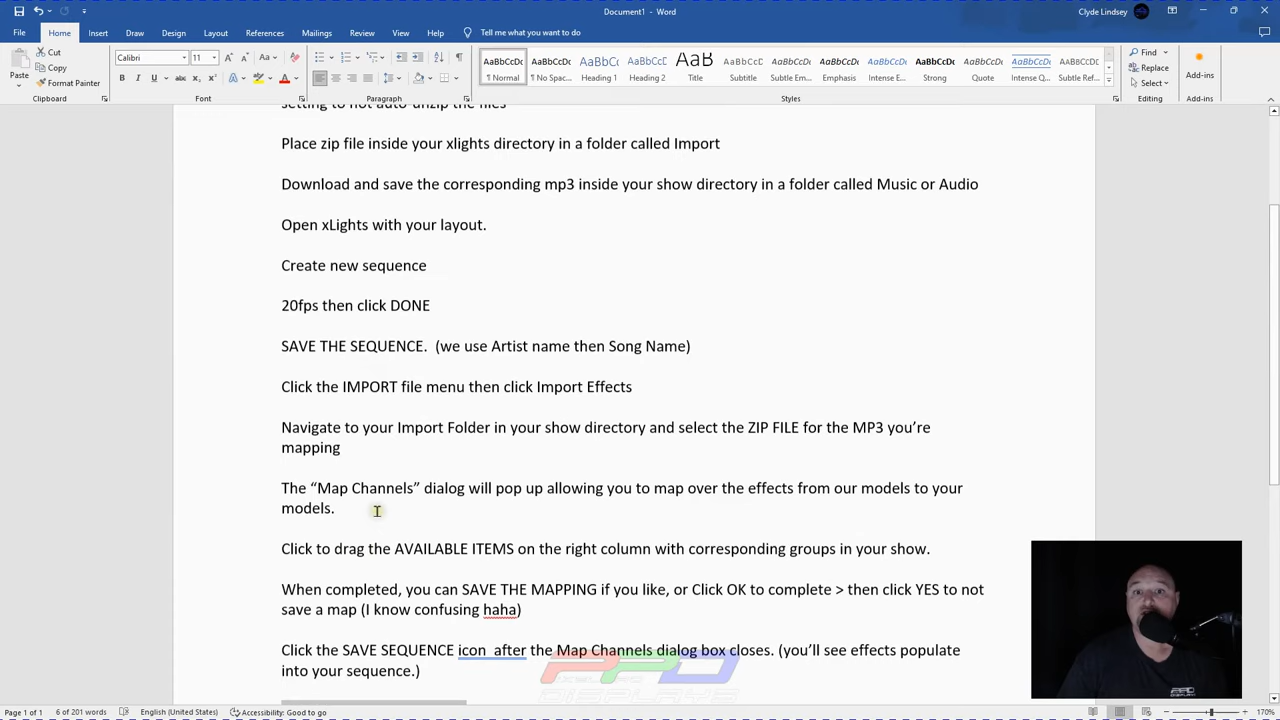 Document1 - Word
Clyde Lindsey
File Home Insert Draw Design Layout References Mailings Review View Help Tell me what you want to do
Paste
Cut
Copy
Format Painter
Clipboard
Calibri 11
Font
Paragraph
AaBbCcDc AaBbCcDc AaBbC AaBbCcC AaB AaBbCcD AaBbCcDc AaBbCcDc AaBbCcDc AaBbCcDc AaBbCcDc AaBbCcDc AaBbCcDc
¶ Normal ¶ No Spac... Heading 1 Heading 2 Title Subtitle Subtle Em... Emphasis Intense E... Strong Quote Intense Q... Subtle Ref...
Styles
Find
Replace
Select
Editing
Add-ins
Add-ins
setting to not auto-unzip the files
Place zip file inside your xlights directory in a folder called Import
Download and save the corresponding mp3 inside your show directory in a folder called Music or Audio
Open xLights with your layout.
Create new sequence
20fps then click DONE
SAVE THE SEQUENCE. (we use Artist name then Song Name)
Click the IMPORT file menu then click Import Effects
Navigate to your Import Folder in your show directory and select the ZIP FILE for the MP3 you’re
mapping
The “Map Channels” dialog will pop up allowing you to map over the effects from our models to your
models.
Click to drag the AVAILABLE ITEMS on the right column with corresponding groups in your show.
When completed, you can SAVE THE MAPPING if you like, or Click OK to complete > then click YES to not
save a map (I know confusing haha)
Click the SAVE SEQUENCE icon after the Map Channels dialog box closes. (you’ll see effects populate
into your sequence.)
PPD
DISPLAYS
Page 1 of 1 6 of 201 words English (United States) Accessibility: Good to go
170%